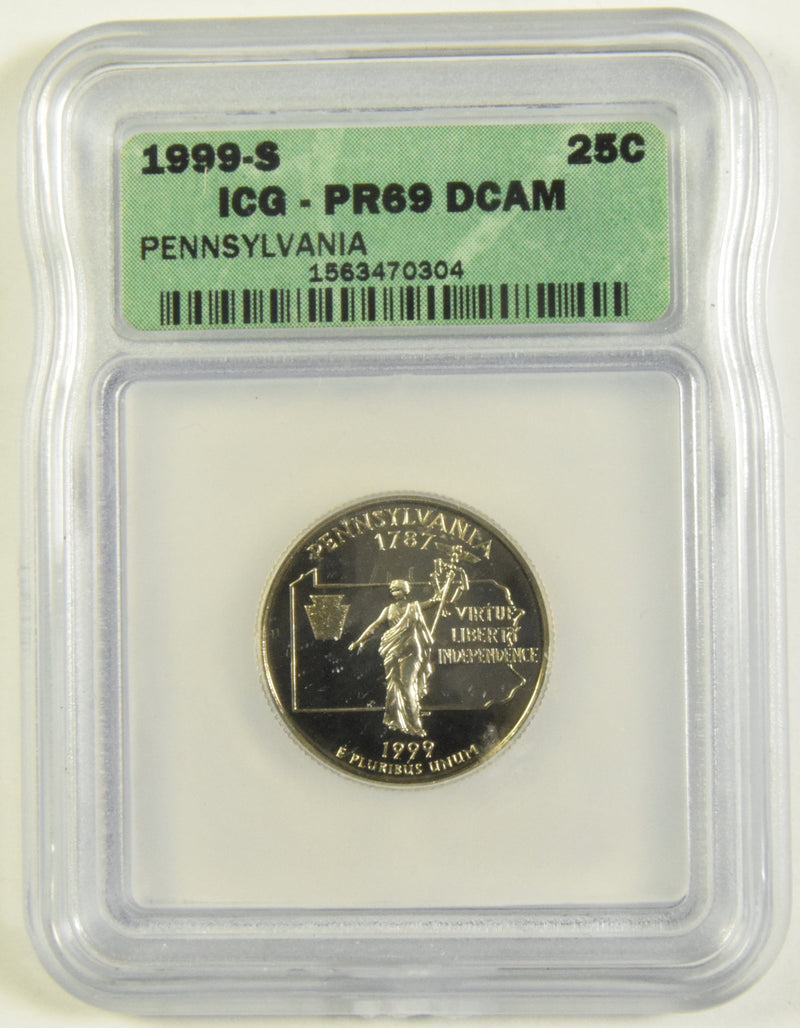 1999-S 25C
ICG - PR69 DCAM
PENNSYLVANIA
1563470304
PENNSYLVANIA
1787
VIRTUE
LIBERTY
INDEPENDENCE
1999
E PLURIBUS UNUM